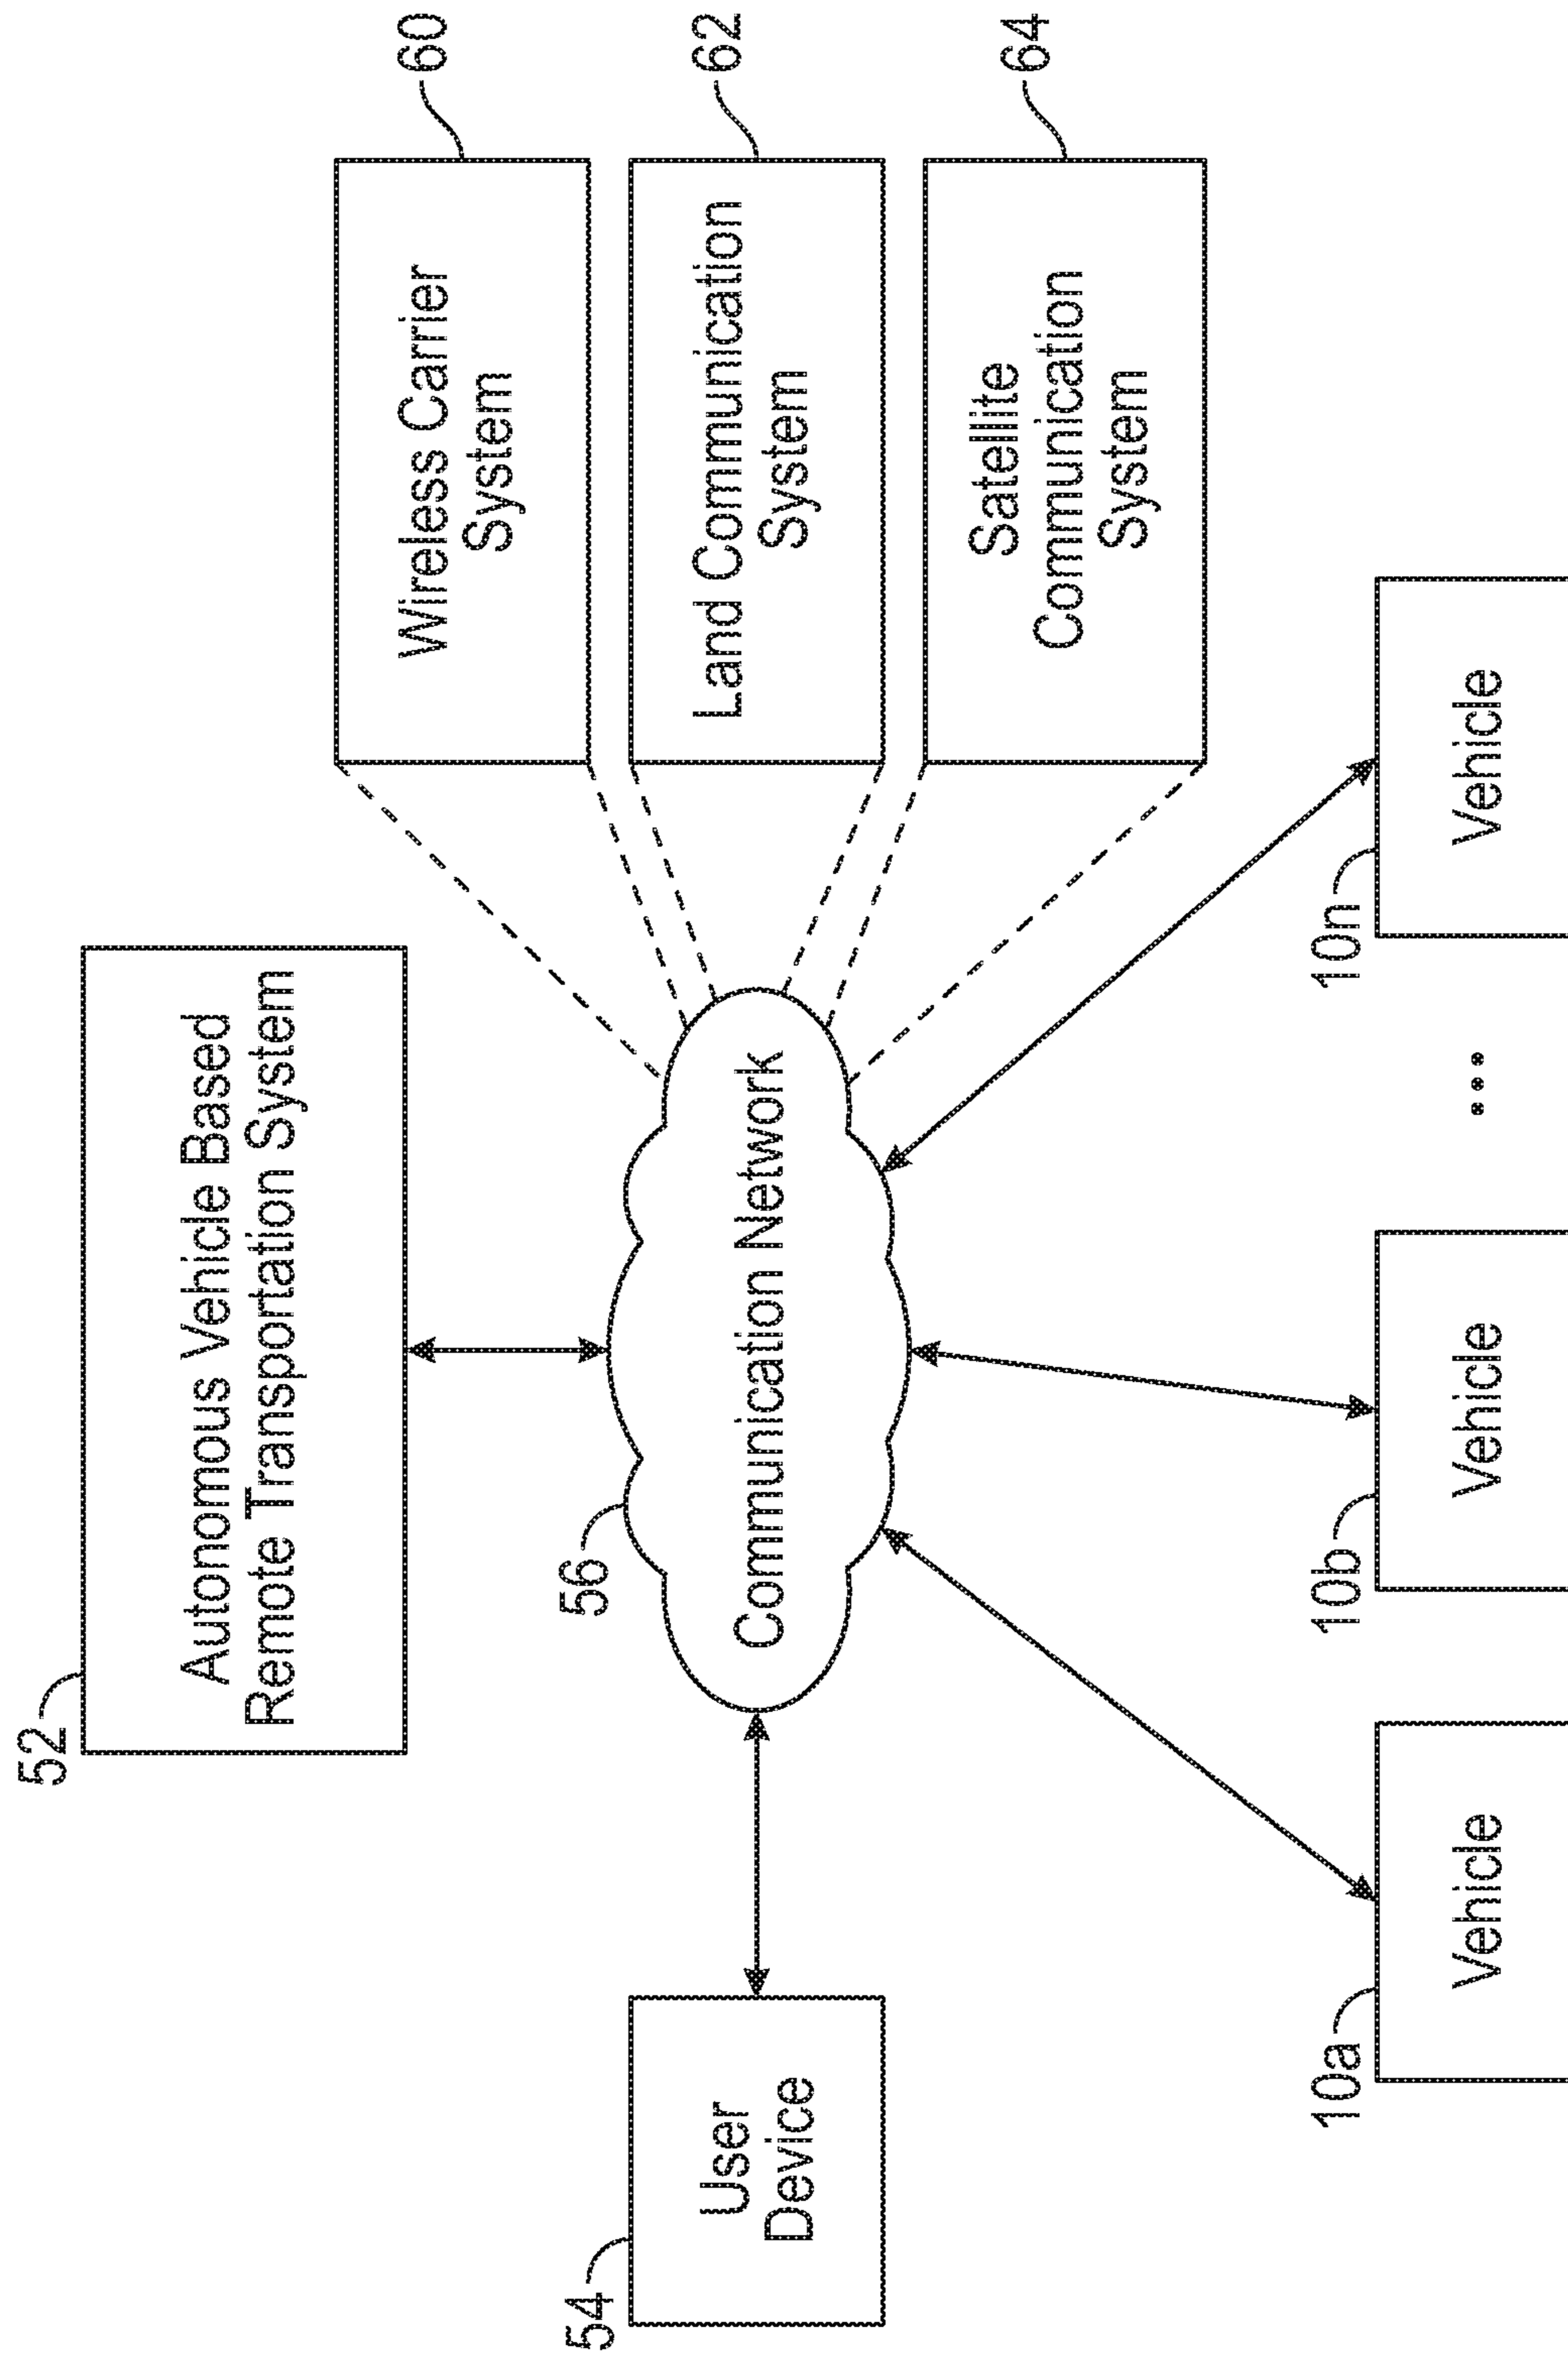 52
Autonomous Vehicle Based
Remote Transportation System
54
User
Device
56
Communication Network
Wireless Carrier
System
60
Land Communication
System
62
Satellite
Communication
System
64
10a
Vehicle
10b
Vehicle
...
10n
Vehicle